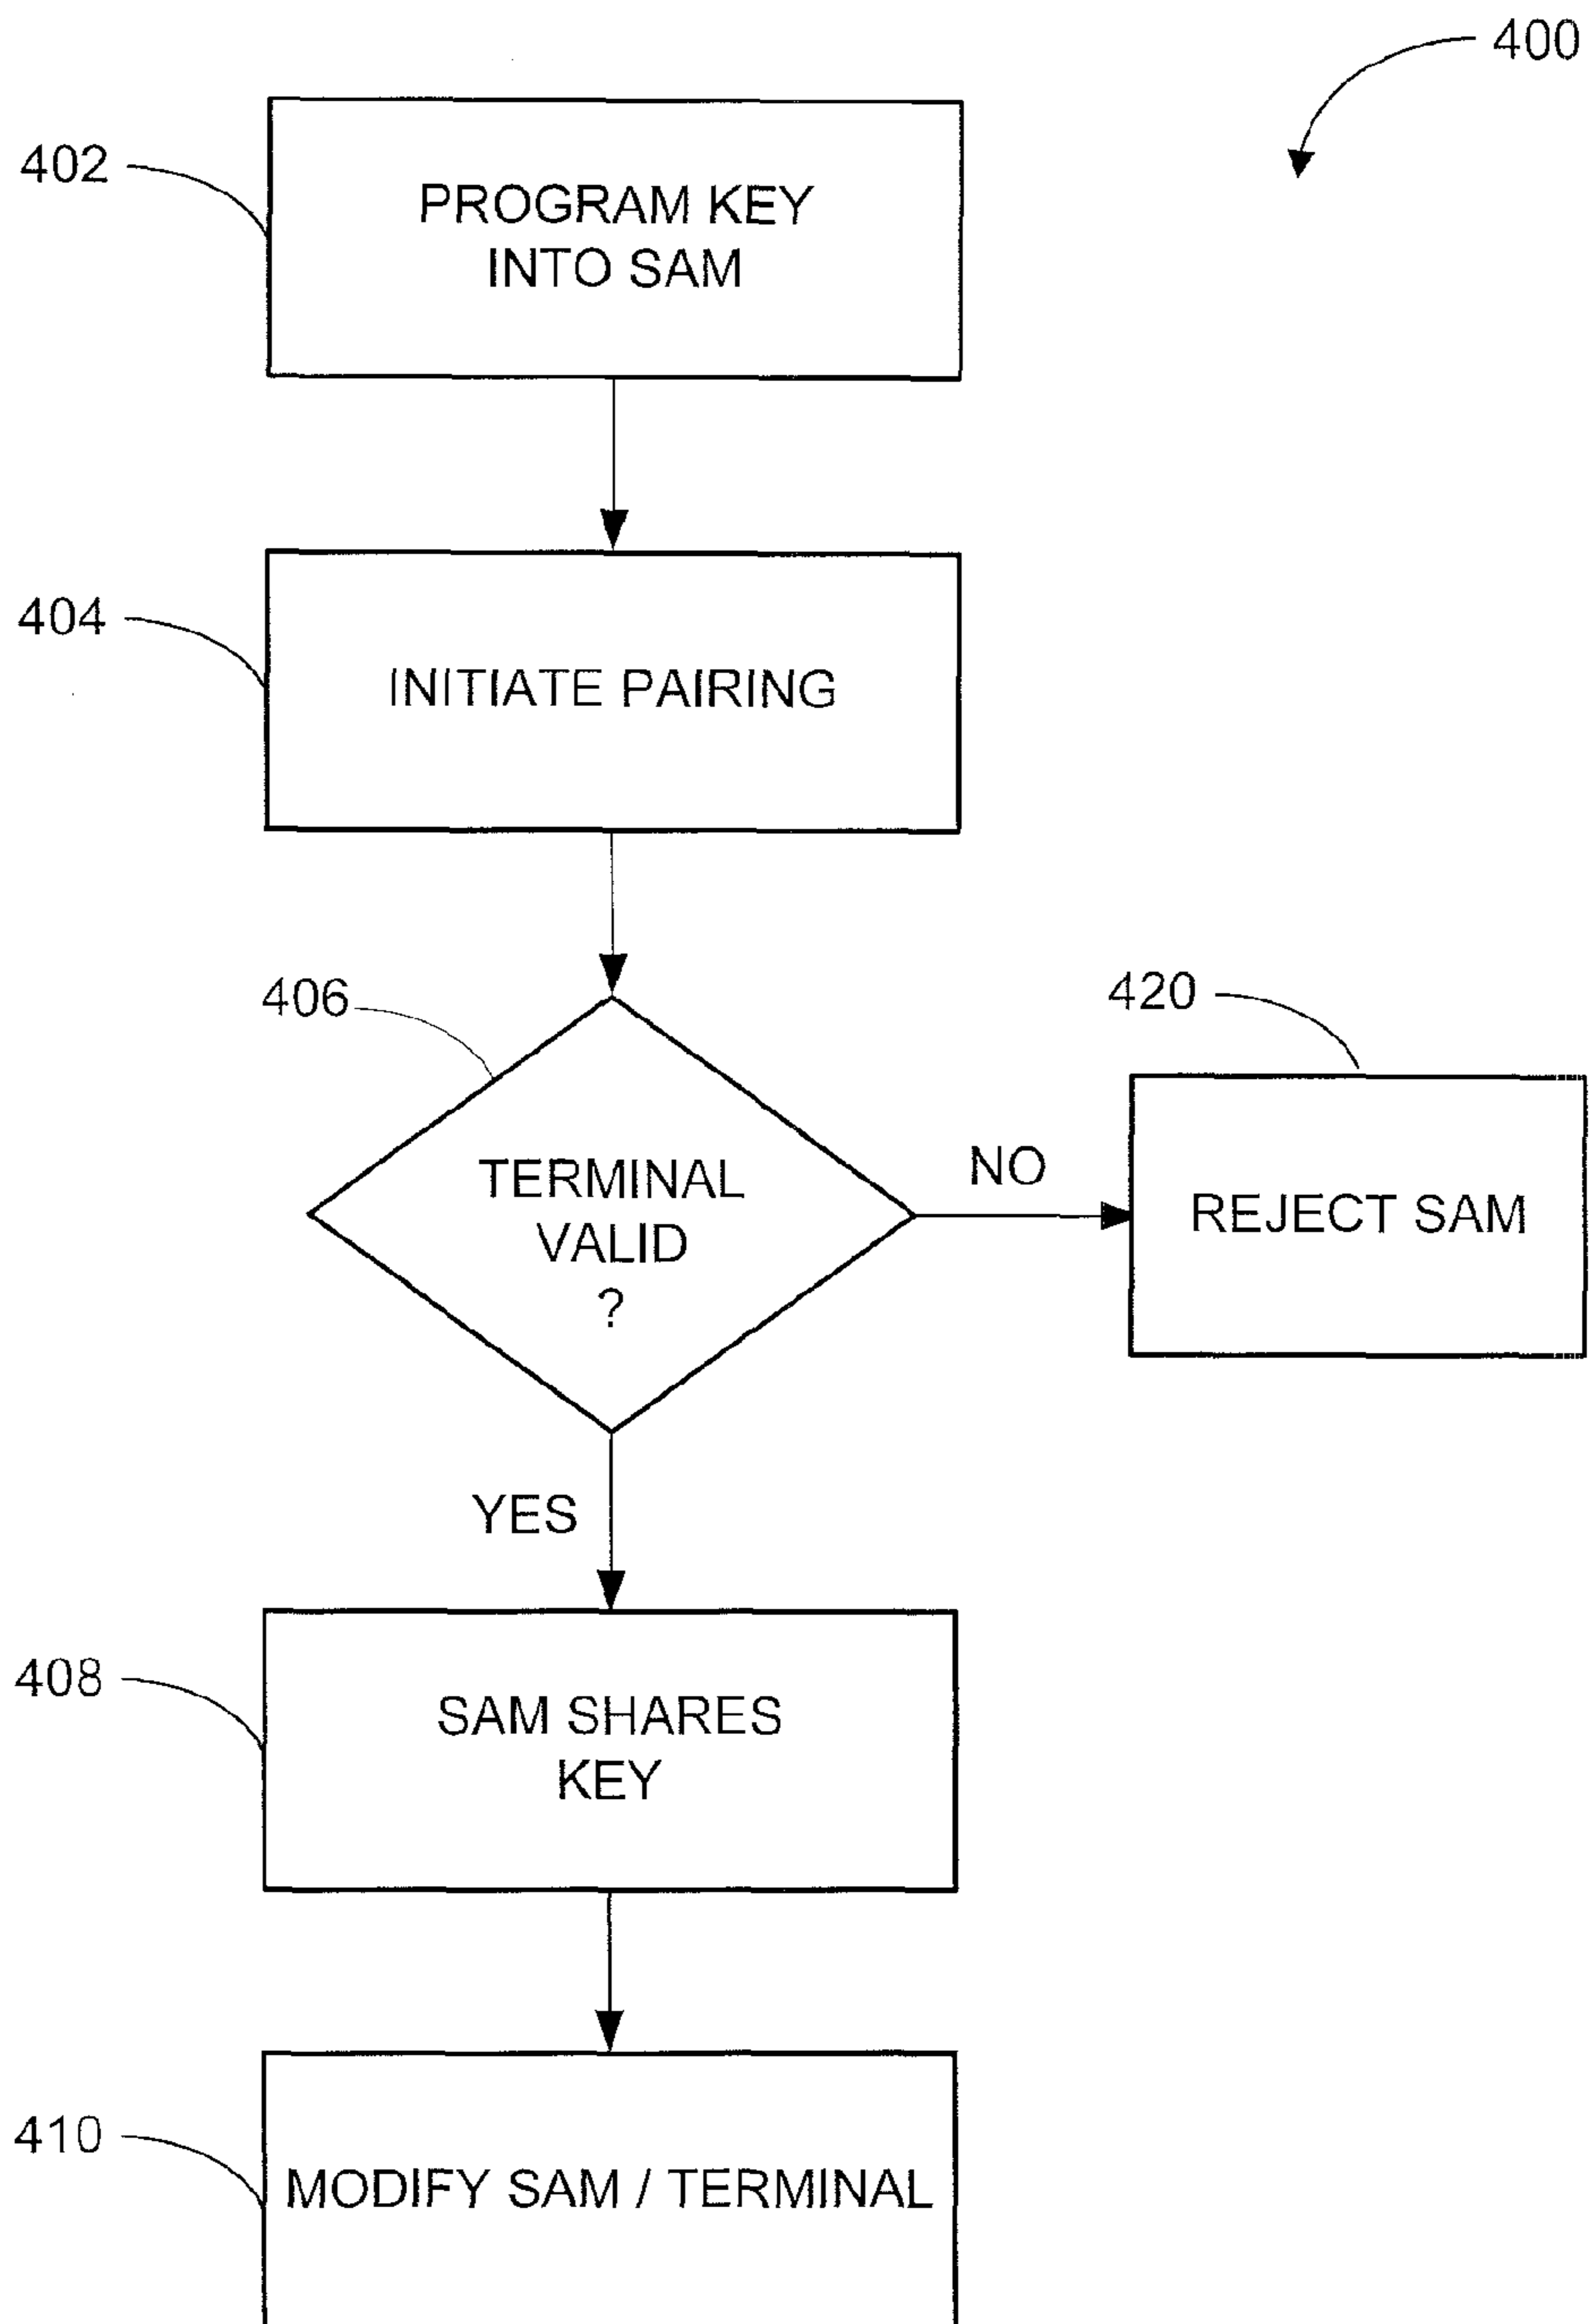 400
402
PROGRAM KEY
INTO SAM
404
INITIATE PAIRING
406
420
TERMINAL
VALID
?
NO
REJECT SAM
YES
408
SAM SHARES
KEY
410
MODIFY SAM / TERMINAL